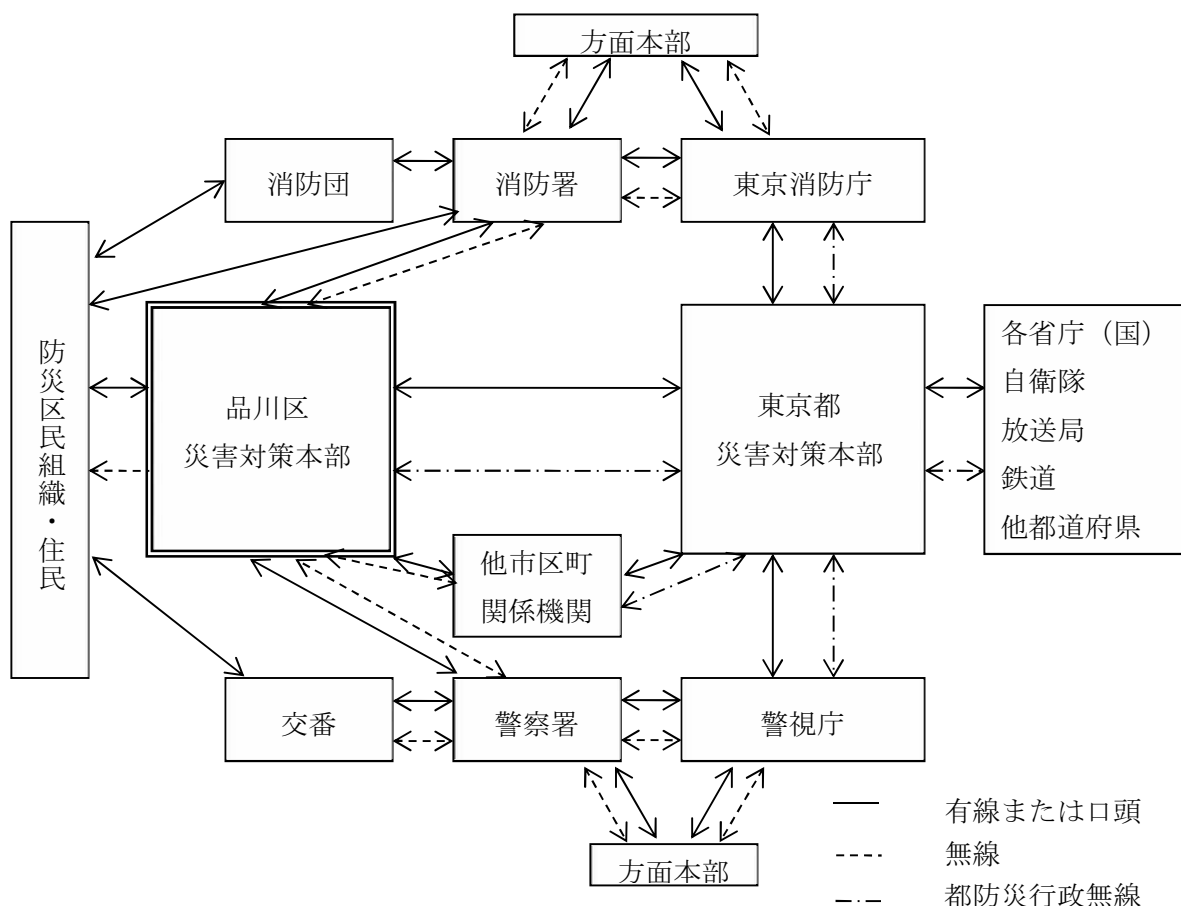 方面本部
消防団
消防署
東京消防庁
防災区民組織・住民
品川区
災害対策本部
東京都
災害対策本部
各省庁（国）
自衛隊
放送局
鉄道
他都道府県
他市区町
関係機関
交番
警察署
警視庁
方面本部
有線または口頭
無線
都防災行政無線